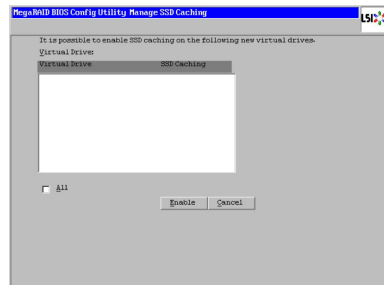 MegaRAID BIOS Config Utility Manage SSD Caching
LSI
It is possible to enable SSD caching on the following new virtual drives.
Virtual Drive:
Virtual Drive SSD Caching
All
Enable Cancel